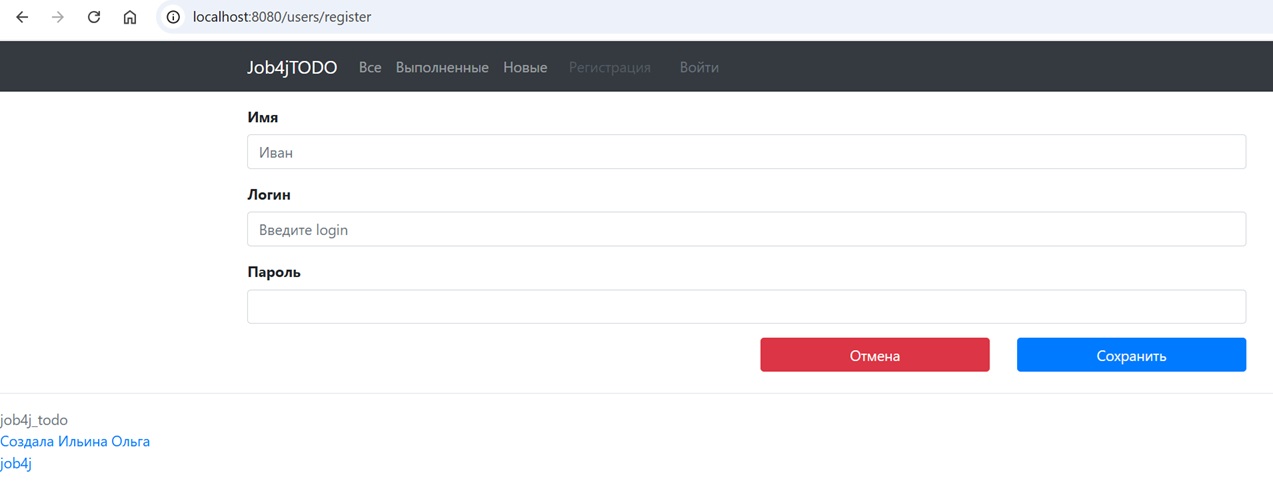 localhost:8080/users/register
Job4jTODO Все Выполненные Новые Регистрация Войти
Имя
Иван
Логин
Введите login
Пароль
Отмена Сохранить
job4j_todo
Создала Ильина Ольга
job4j